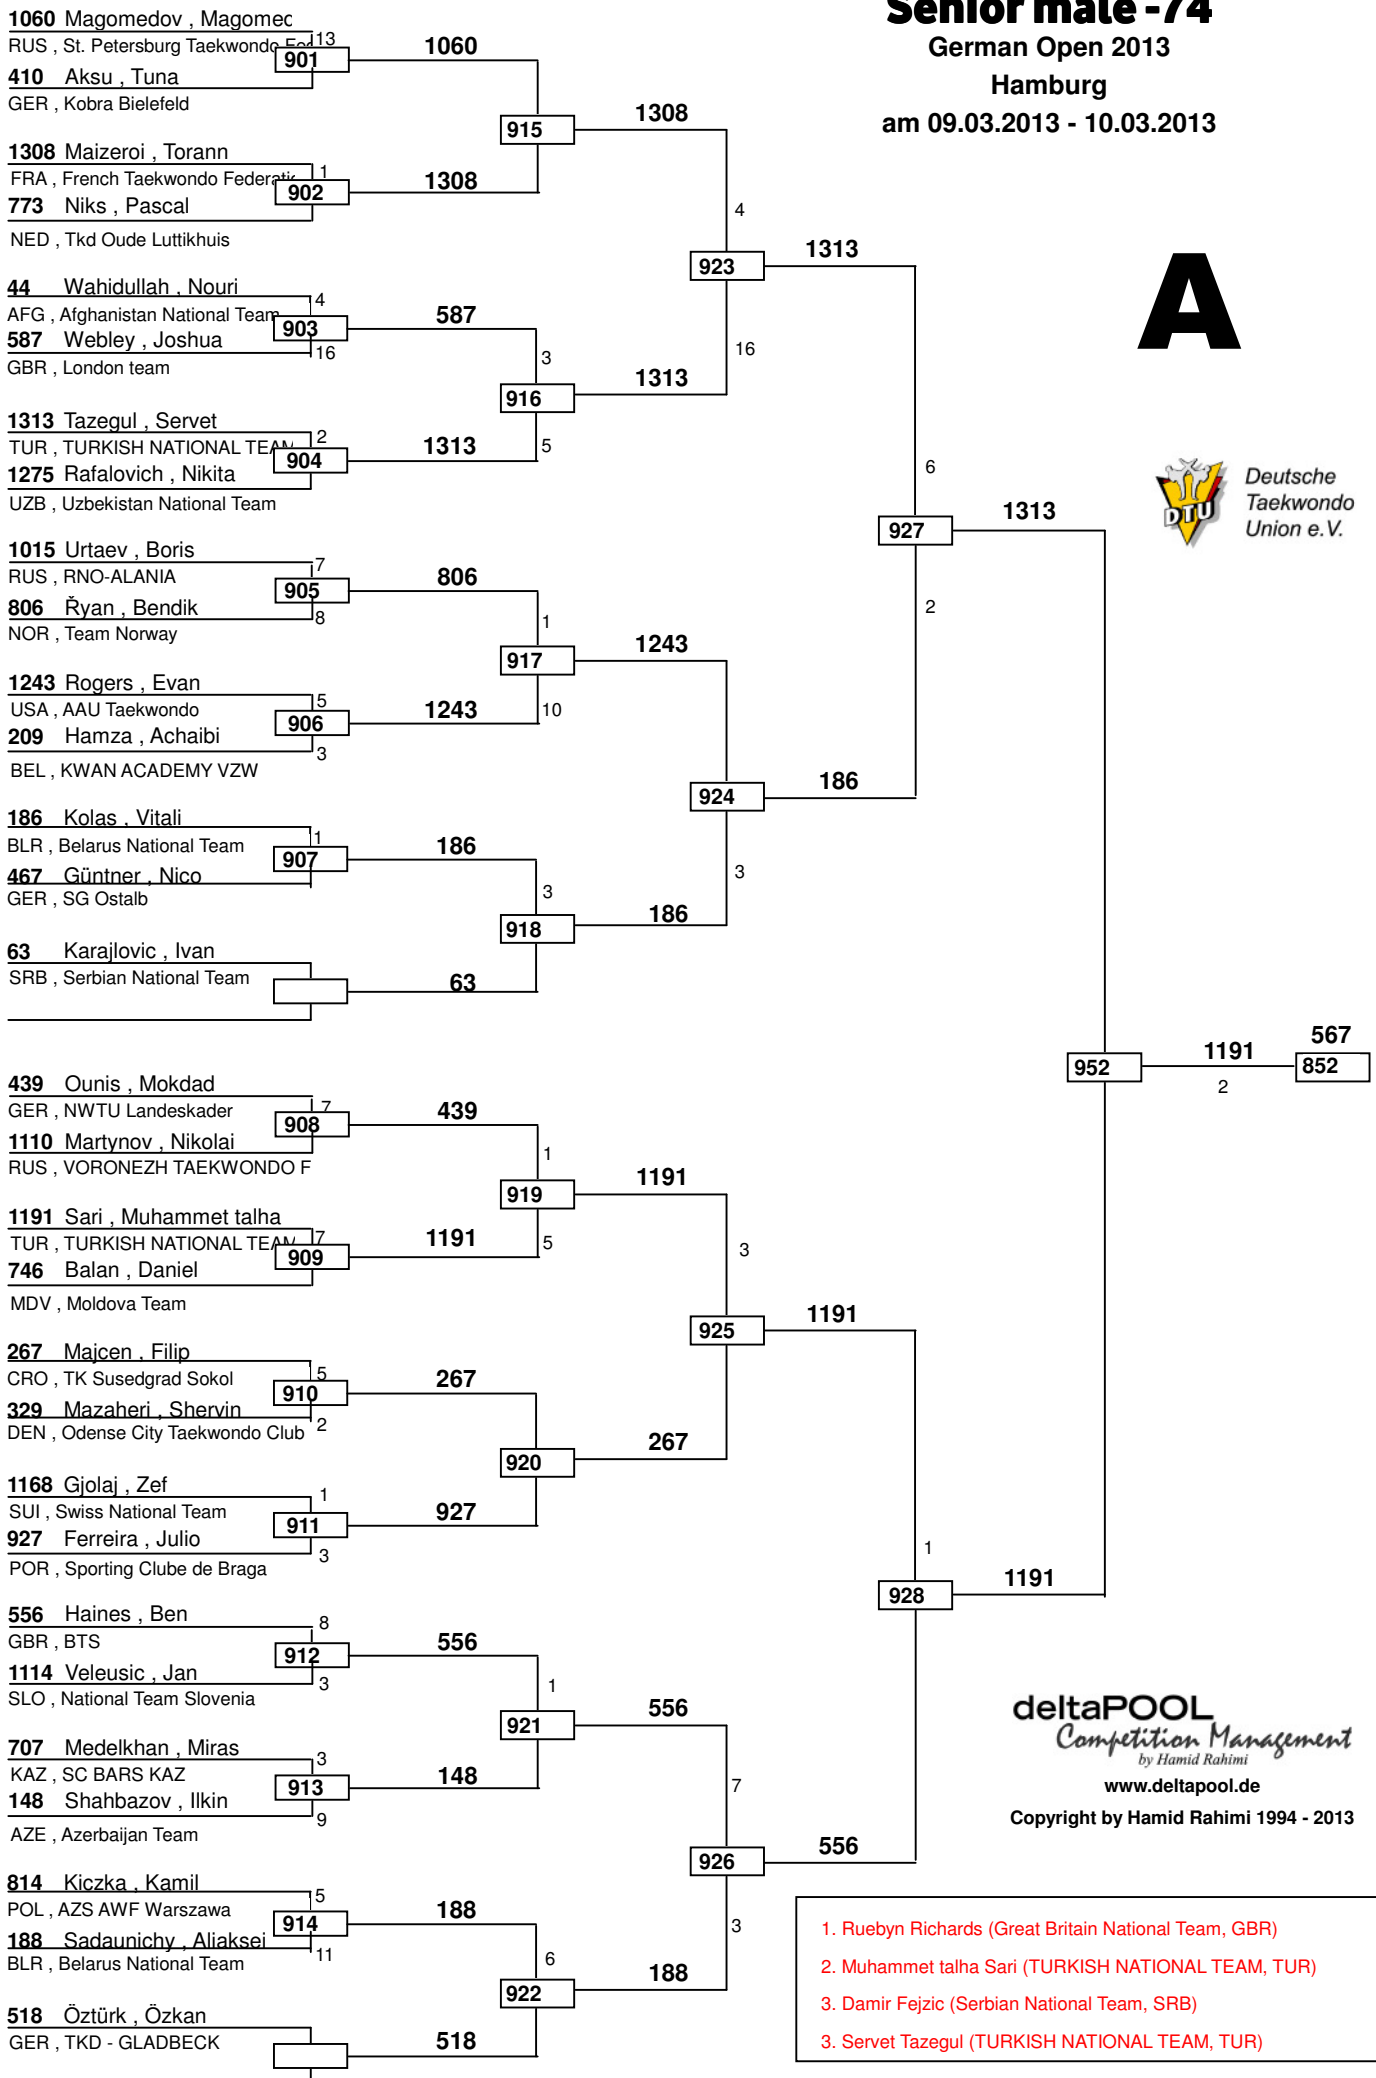 Senior male -74
German Open 2013
Hamburg
am 09.03.2013 - 10.03.2013
A
Deutsche
Taekwondo
Union e.V.
DTU
1060 Magomedov , Magomed
RUS , St. Petersburg Taekwondo
13
901
410 Aksu , Tuna
GER , Kobra Bielefeld
1308 Maizeroi , Torann
FRA , French Taekwondo Federatio
1
902
773 Niks , Pascal
NED , Tkd Oude Luttikhuis
44 Wahidullah , Nouri
AFG , Afghanistan National Team
4
903
587 Webley , Joshua
16
GBR , London team
1313 Tazegul , Servet
TUR , TURKISH NATIONAL TEAM
2
904
1275 Rafalovich , Nikita
UZB , Uzbekistan National Team
1015 Urtaev , Boris
RUS , RNO-ALANIA
7
905
806 Řyan , Bendik
8
NOR , Team Norway
1243 Rogers , Evan
USA , AAU Taekwondo
5
906
209 Hamza , Achaibi
3
BEL , KWAN ACADEMY VZW
186 Kolas , Vitali
BLR , Belarus National Team
1
907
467 Güntner , Nico
GER , SG Ostalb
63 Karajlovic , Ivan
SRB , Serbian National Team
439 Ounis , Mokdad
GER , NWTU Landeskader
7
908
1110 Martynov , Nikolai
RUS , VORONEZH TAEKWONDO F
1191 Sari , Muhammet talha
TUR , TURKISH NATIONAL TEAM
7
909
746 Balan , Daniel
MDV , Moldova Team
267 Majcen , Filip
CRO , TK Susedgrad Sokol
5
910
329 Mazaheri , Shervin
2
DEN , Odense City Taekwondo Club
1168 Gjolaj , Zef
SUI , Swiss National Team
1
911
927 Ferreira , Julio
3
POR , Sporting Clube de Braga
556 Haines , Ben
GBR , BTS
8
912
1114 Veleusic , Jan
3
SLO , National Team Slovenia
707 Medelkhan , Miras
KAZ , SC BARS KAZ
3
913
148 Shahbazov , Ilkin
9
AZE , Azerbaijan Team
814 Kiczka , Kamil
POL , AZS AWF Warszawa
5
914
188 Sadaunichy , Aliaksei
11
BLR , Belarus National Team
518 Öztürk , Özkan
GER , TKD - GLADBECK
1060
915
1308
587
3
916
1313
5
806
1
917
1243
10
186
3
918
63
439
1
919
1191
5
267
920
927
556
1
921
148
188
6
922
518
1308
4
923
1313
16
1243
924
186
3
1191
3
925
267
556
7
926
188
3
1313
6
927
186
2
1191
1
928
556
1313
952
1191
1191
2
567
852
deltaPOOL
Competition Management
by Hamid Rahimi
www.deltapool.de
Copyright by Hamid Rahimi 1994 - 2013
1. Ruebyn Richards (Great Britain National Team, GBR)
2. Muhammet talha Sari (TURKISH NATIONAL TEAM, TUR)
3. Damir Fejzic (Serbian National Team, SRB)
3. Servet Tazegul (TURKISH NATIONAL TEAM, TUR)